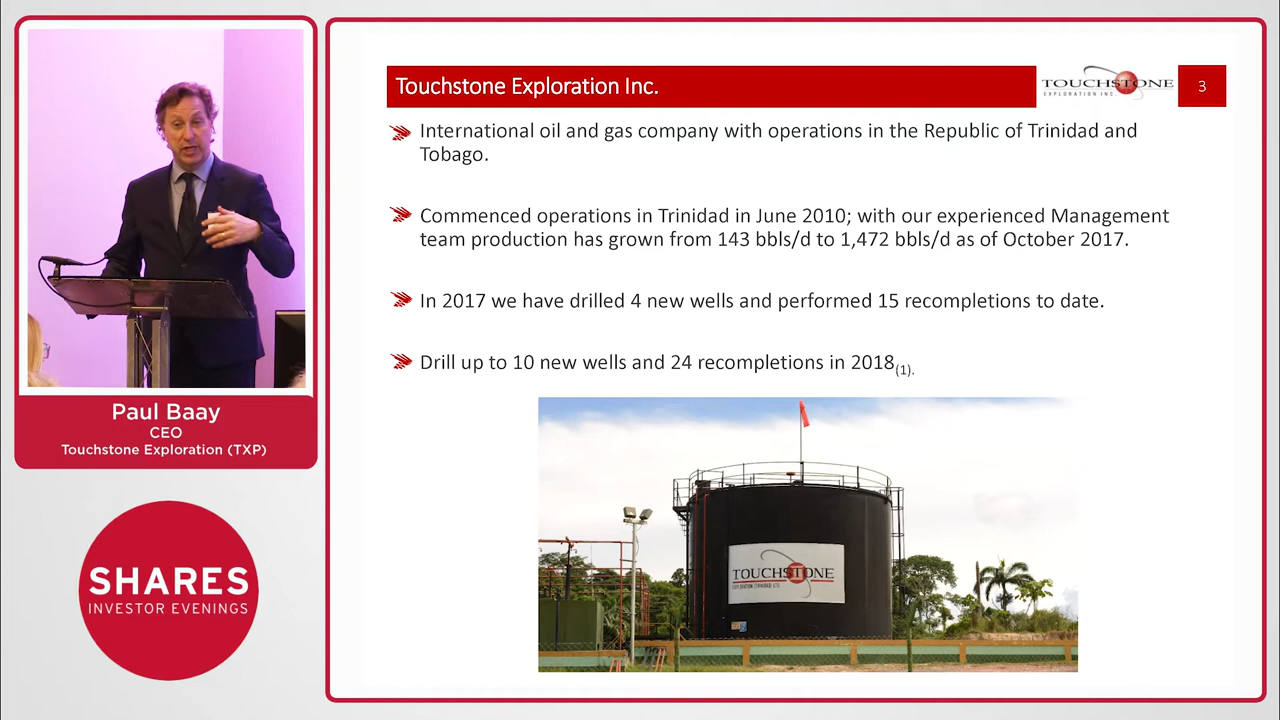 Touchstone Exploration Inc.
TOUCHSTONE
EXPLORATION INC.
3
International oil and gas company with operations in the Republic of Trinidad and
Tobago.
Commenced operations in Trinidad in June 2010; with our experienced Management
team production has grown from 143 bbls/d to 1,472 bbls/d as of October 2017.
In 2017 we have drilled 4 new wells and performed 15 recompletions to date.
Drill up to 10 new wells and 24 recompletions in 2018(1).
TOUCHSTONE
EXPLORATION (TRINIDAD) LTD
Paul Baay
CEO
Touchstone Exploration (TXP)
SHARES
INVESTOR EVENINGS